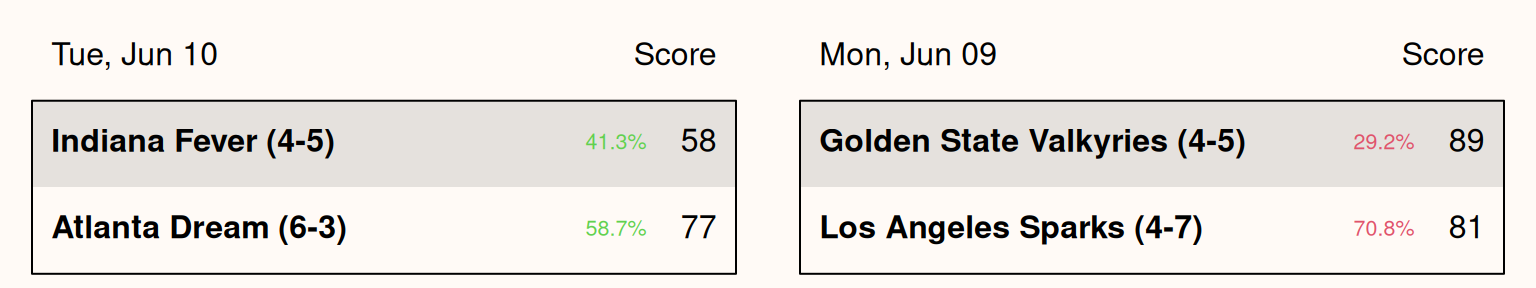 Tue, Jun 10 Score
Indiana Fever (4-5) 41.3% 58
Atlanta Dream (6-3) 58.7% 77
Mon, Jun 09 Score
Golden State Valkyries (4-5) 29.2% 89
Los Angeles Sparks (4-7) 70.8% 81